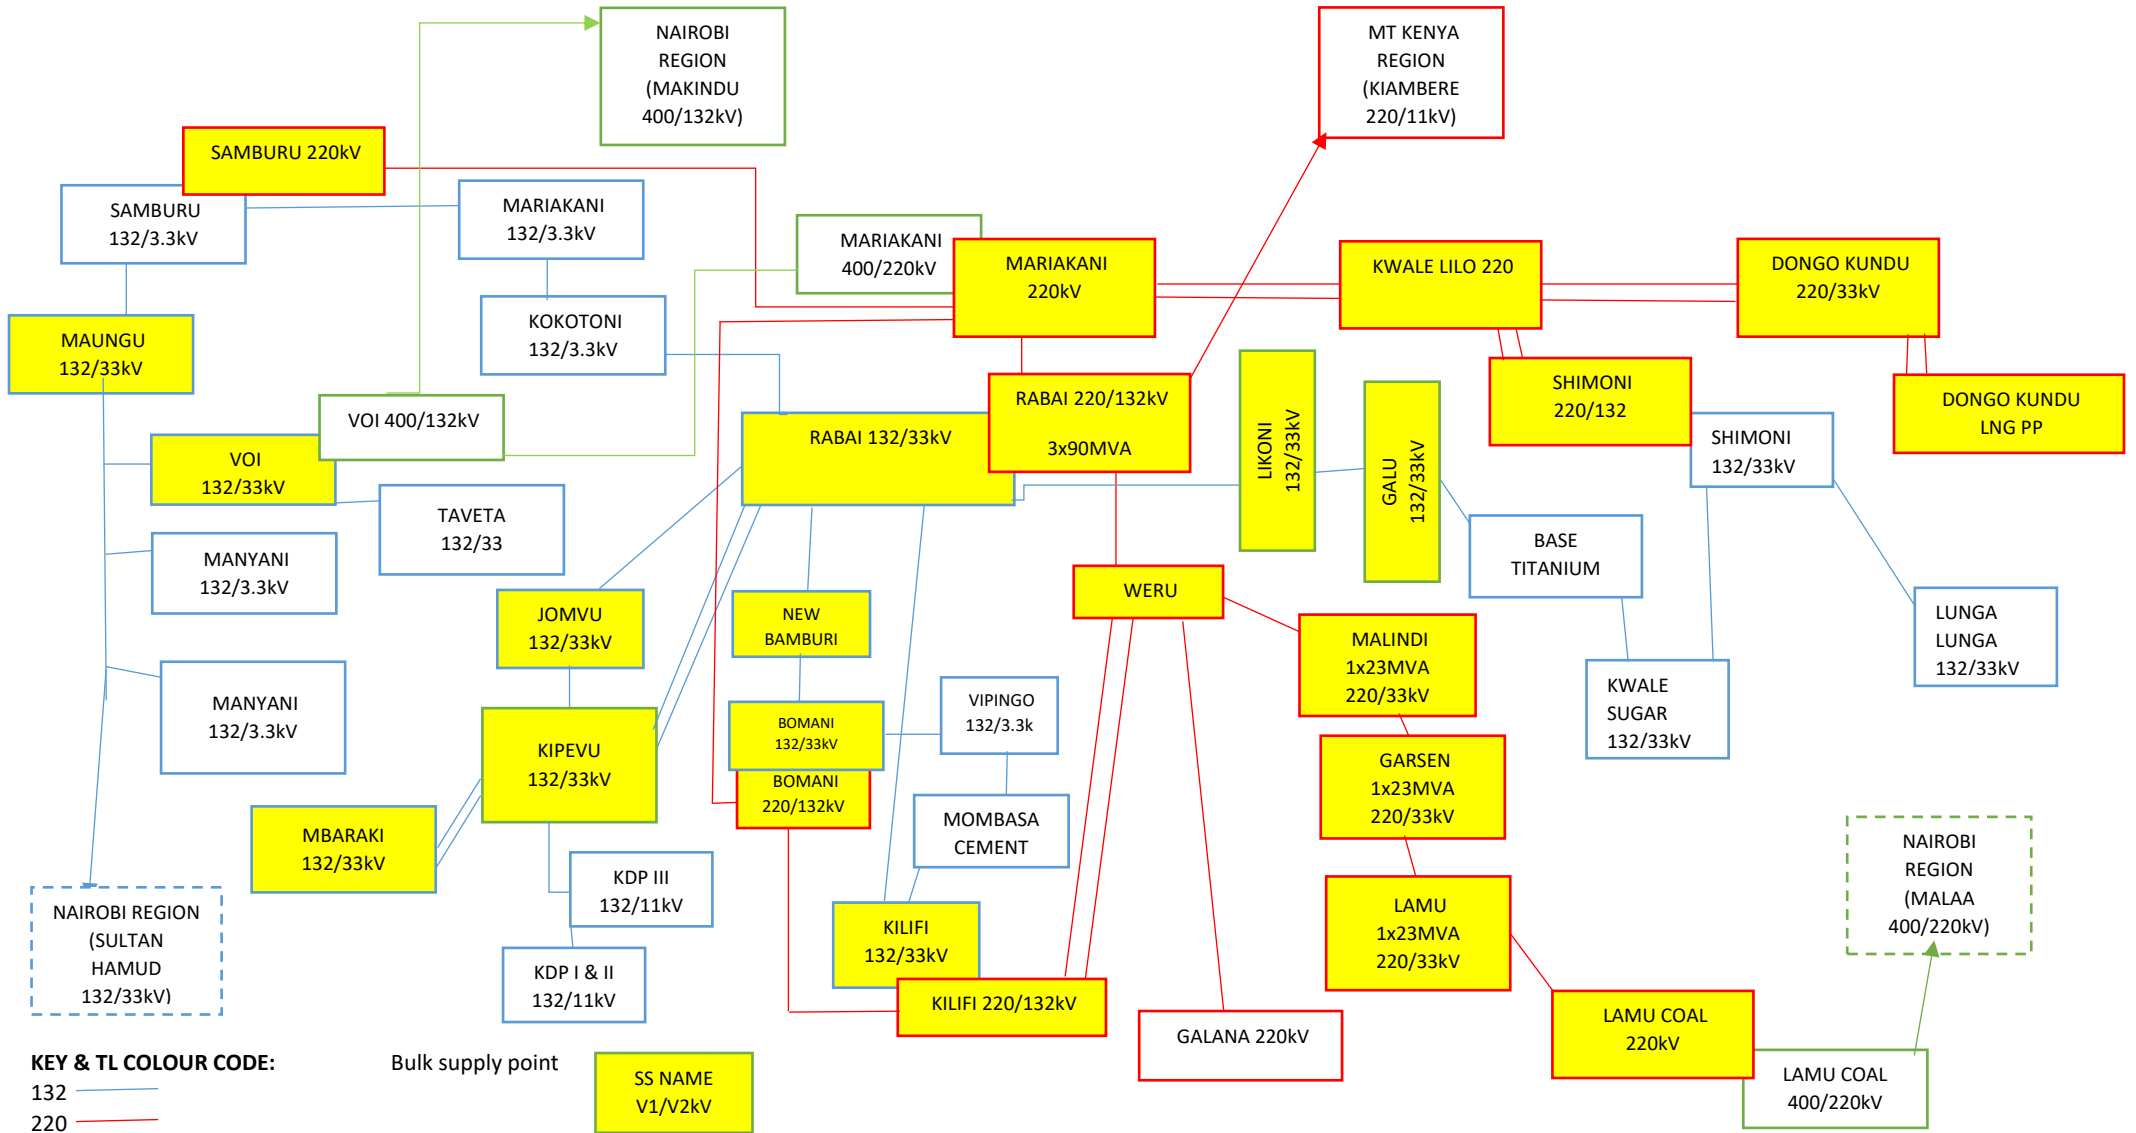 NAIROBI
REGION
(MAKINDU
400/132kV)
MT KENYA
REGION
(KIAMBERE
220/11kV)
SAMBURU 220kV
SAMBURU
132/3.3kV
MARIAKANI
132/3.3kV
MARIAKANI
400/220kV
MARIAKANI
220kV
KWALE LILO 220
DONGO KUNDU
220/33kV
MAUNGU
132/33kV
KOKOTONI
132/3.3kV
VOI 400/132kV
RABAI 132/33kV
RABAI 220/132kV
3x90MVA
LIKONI
132/33kV
GALU
132/33kV
SHIMONI
220/132
SHIMONI
132/33kV
DONGO KUNDU
LNG PP
VOI
132/33kV
TAVETA
132/33
MANYANI
132/3.3kV
BASE
TITANIUM
JOMVU
132/33kV
NEW
BAMBURI
WERU
MALINDI
1x23MVA
220/33kV
LUNGA
LUNGA
132/33kV
MANYANI
132/3.3kV
KIPEVU
132/33kV
BOMANI
132/33kV
VIPINGO
132/3.3k
BOMANI
220/132kV
KWALE
SUGAR
132/33kV
GARSEN
1x23MVA
220/33kV
MBARAKI
132/33kV
MOMBASA
CEMENT
NAIROBI
REGION
(MALAA
400/220kV)
KDP III
132/11kV
LAMU
1x23MVA
220/33kV
NAIROBI REGION
(SULTAN
HAMUD
132/33kV)
KDP I & II
132/11kV
KILIFI
132/33kV
KILIFI 220/132kV
GALANA 220kV
LAMU COAL
220kV
LAMU COAL
400/220kV
KEY & TL COLOUR CODE:
132
220
Bulk supply point
SS NAME
V1/V2kV